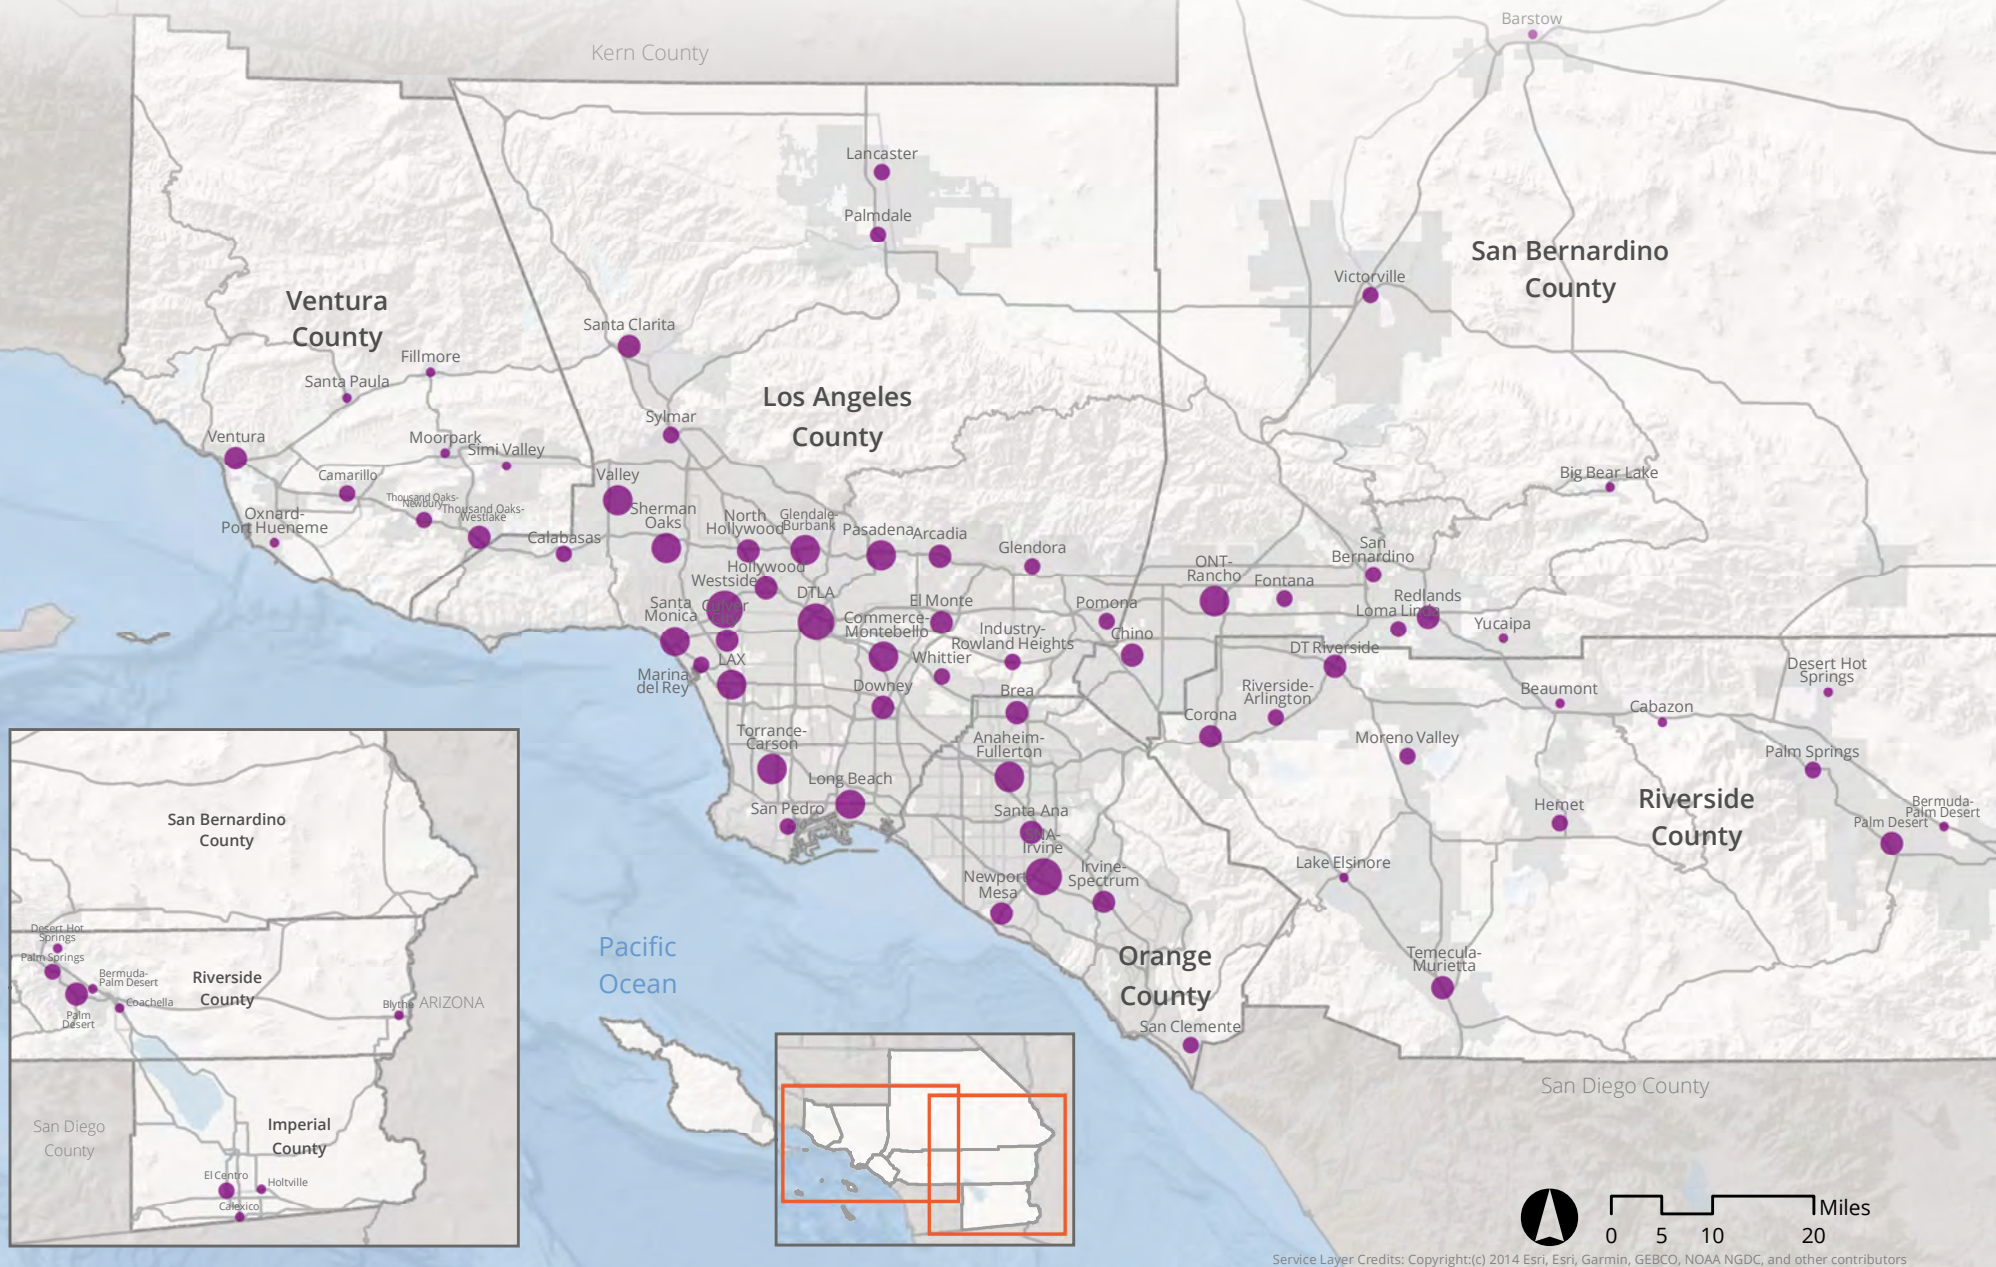 Barstow
Kern County
Lancaster
Palmdale
San Bernardino
County
Victorville
Ventura
County
Santa Clarita
Fillmore
Santa Paula
Los Angeles
County
Sylmar
Ventura
Moorpark
Simi Valley
Camarillo
Valley
Big Bear Lake
Thousand Oaks-
Newbury
Thousand Oaks-
Westlake
Oxnard-
Port Hueneme
Calabasas
Sherman
Oaks
North
Hollywood
Glendale-
Burbank
Pasadena
Arcadia
Glendora
San
Bernardino
ONT-
Rancho
Fontana
Hollywood
Westside
DTLA
Santa
Monica
Culver
El Monte
Commerce-
Montebello
Pomona
Redlands
Loma Linda
Yucaipa
Industry-
Rowland Heights
Chino
LAX
Whittier
DT Riverside
Marina
del Rey
Downey
Brea
Riverside-
Arlington
Beaumont
Desert Hot
Springs
Cabazon
Corona
Torrance-
Carson
Anaheim-
Fullerton
Moreno Valley
Palm Springs
Long Beach
San Pedro
Santa Ana
Hemet
Riverside
County
Bermuda-
Palm Desert
Palm Desert
SNA-
Irvine
Irvine-
Spectrum
Newport
Mesa
Lake Elsinore
Temecula-
Murietta
Pacific
Ocean
Orange
County
San Clemente
San Diego County
San Bernardino
County
Desert Hot
Springs
Palm Springs
Bermuda-
Palm Desert
Riverside
County
Coachella
Palm
Desert
Blythe
ARIZONA
San Diego
County
Imperial
County
El Centro
Holtville
Calexico
Miles
0 5 10 20
Service Layer Credits: Copyright:(c) 2014 Esri, Esri, Garmin, GEBCO, NOAA NGDC, and other contributors